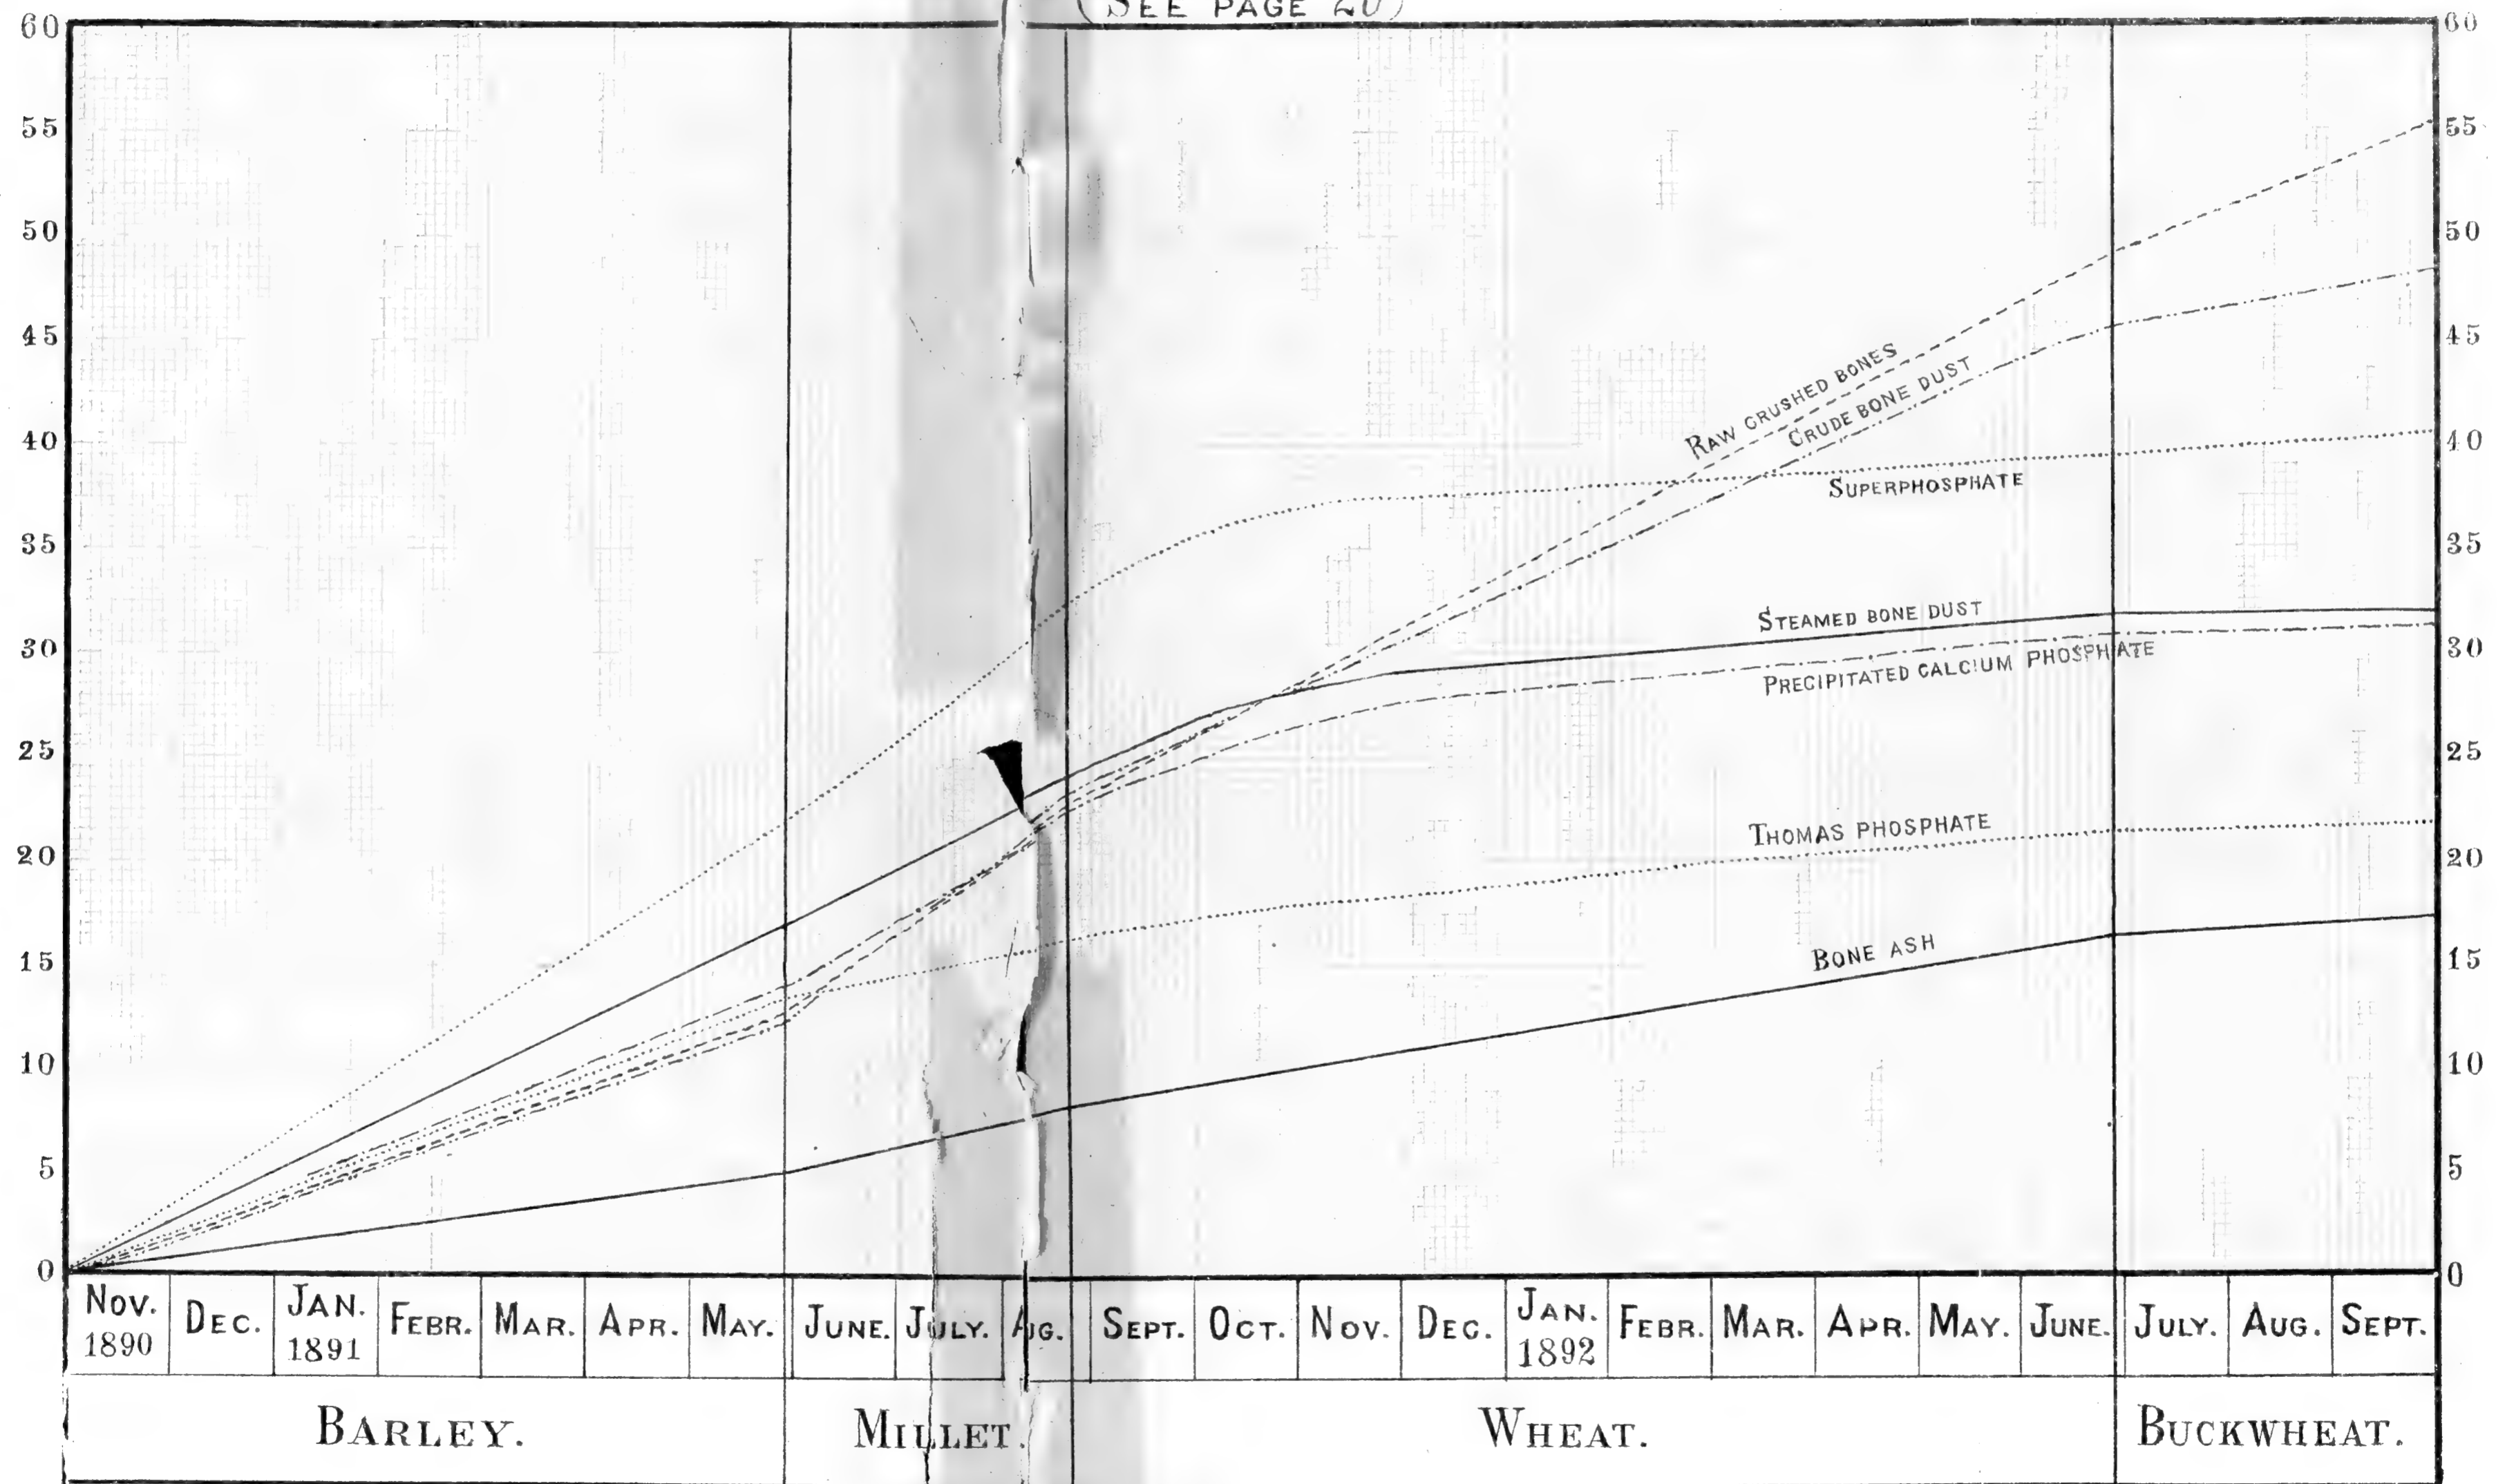 (SEE PAGE 20)
60 60
55 55
50 50
45 45
40 40
35 35
30 30
25 25
20 20
15 15
10 10
5 5
0 0
RAW CRUSHED BONES
CRUDE BONE DUST
SUPERPHOSPHATE
STEAMED BONE DUST
PRECIPITATED CALCIUM PHOSPHATE
THOMAS PHOSPHATE
BONE ASH
NOV. 1890
DEC.
JAN. 1891
FEBR.
MAR.
APR.
MAY.
JUNE.
JULY.
AUG.
SEPT.
OCT.
NOV.
DEC.
JAN. 1892
FEBR.
MAR.
APR.
MAY.
JUNE.
JULY.
AUG.
SEPT.
BARLEY.
MILLET.
WHEAT.
BUCKWHEAT.